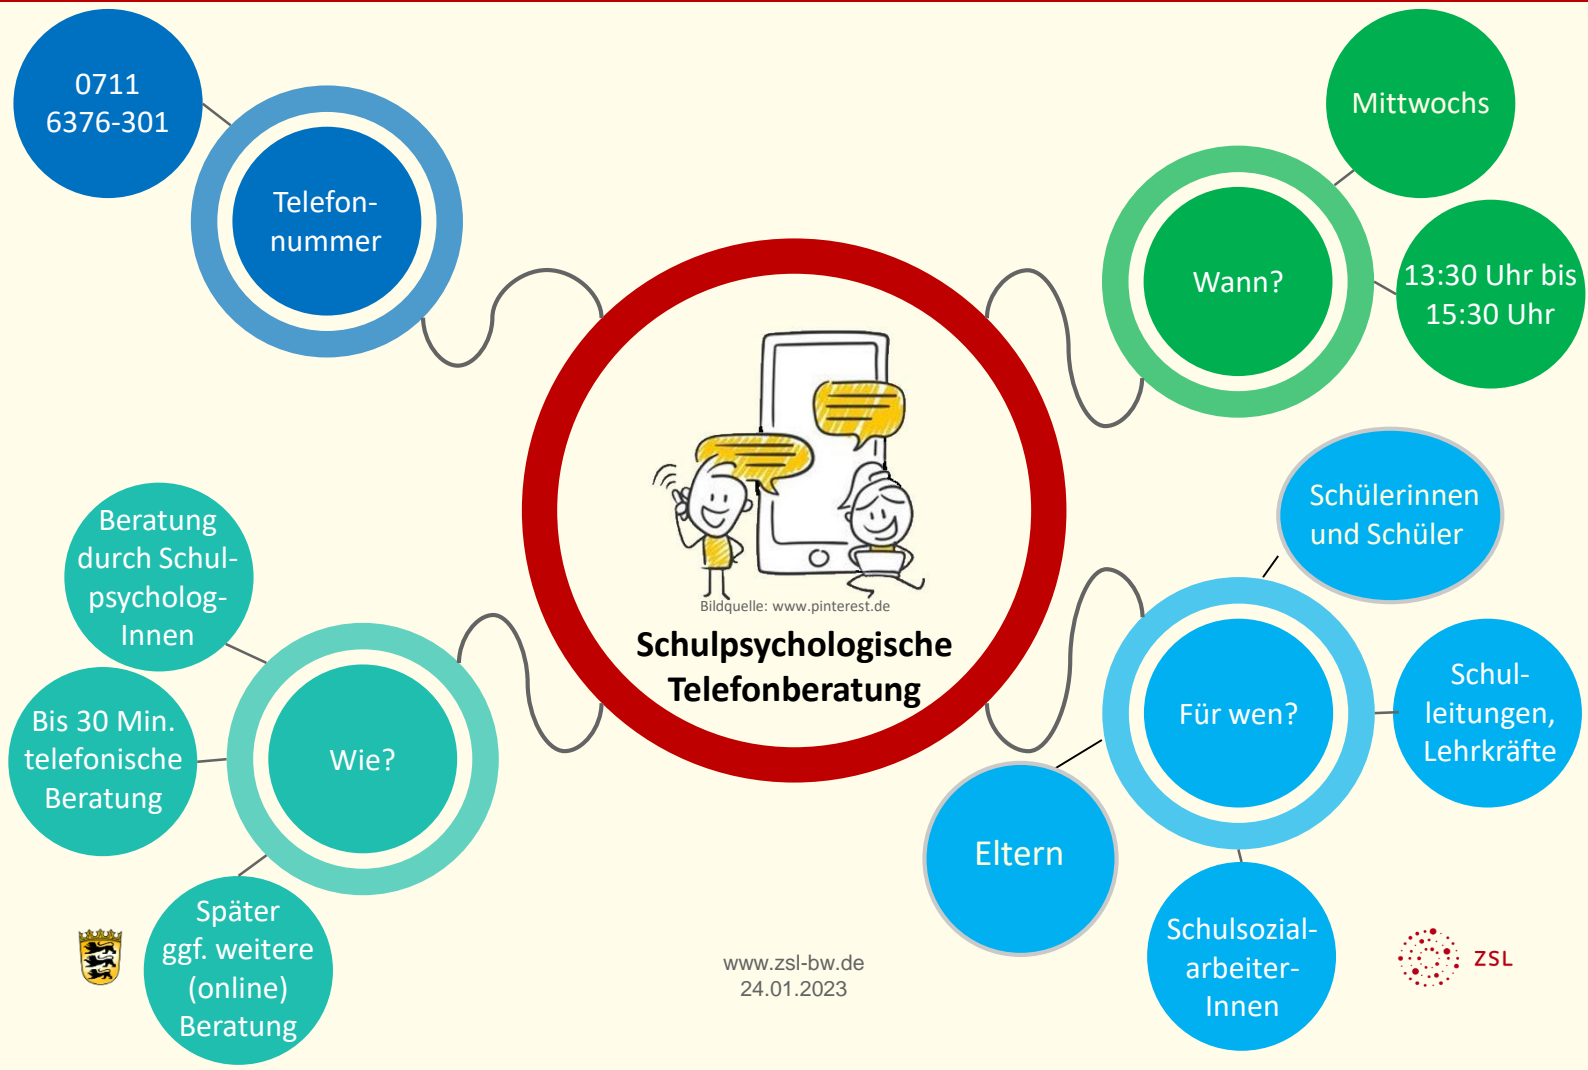 0711
6376-301
Telefon-
nummer
Mittwochs
Wann?
13:30 Uhr bis
15:30 Uhr
Bildquelle: www.pinterest.de
Schulpsychologische
Telefonberatung
Beratung
durch Schul-
psycholog-
Innen
Bis 30 Min.
telefonische
Beratung
Wie?
Später
ggf. weitere
(online)
Beratung
Schülerinnen
und Schüler
Für wen?
Schul-
leitungen,
Lehrkräfte
Eltern
Schulsozial-
arbeiter-
Innen
www.zsl-bw.de
24.01.2023
ZSL